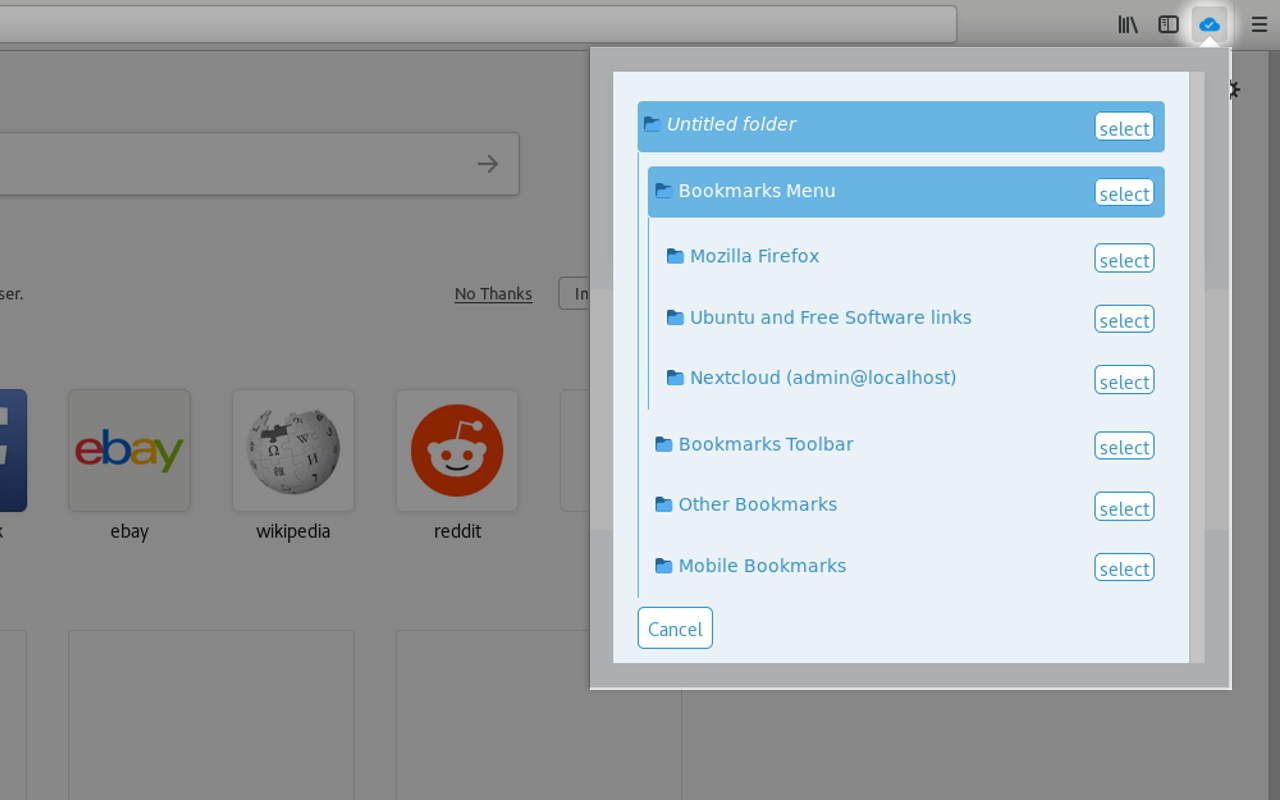 Untitled folder select
Bookmarks Menu select
Mozilla Firefox select
ser. No Thanks In
Ubuntu and Free Software links select
Nextcloud (admin@localhost) select
ebay
Bookmarks Toolbar select
Other Bookmarks select
k ebay wikipedia reddit
Mobile Bookmarks select
Cancel